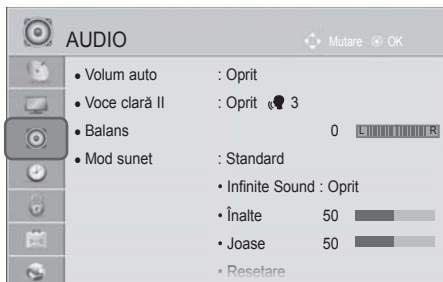 AUDIO Mutare OK
• Volum auto : Oprit
• Voce clară II : Oprit 3
• Balans 0 L R
• Mod sunet : Standard
• Infinite Sound : Oprit
• Înalte 50
• Joase 50
• Resetare